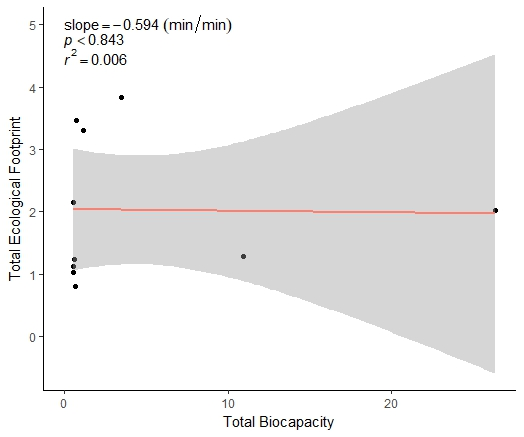 slope = −0.594 (min/min)
p < 0.843
r² = 0.006
5
4
3
2
1
0
Total Ecological Footprint
0 10 20
Total Biocapacity